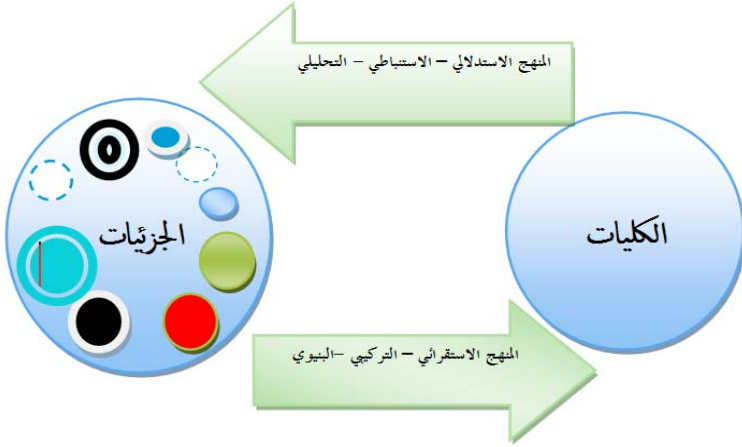 المنهج الاستدلالي – الاستنباطي – التحليلي
الكليات
الجزئيات
المنهج الاستقرائي – التركيبي –البنيوي